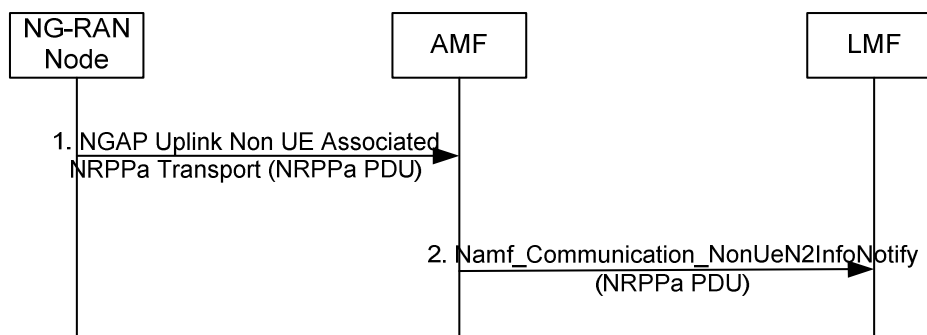 NG-RAN
Node
AMF
LMF
1. NGAP Uplink Non UE Associated
NRPPa Transport (NRPPa PDU)
2. Namf_Communication_NonUeN2InfoNotify
(NRPPa PDU)